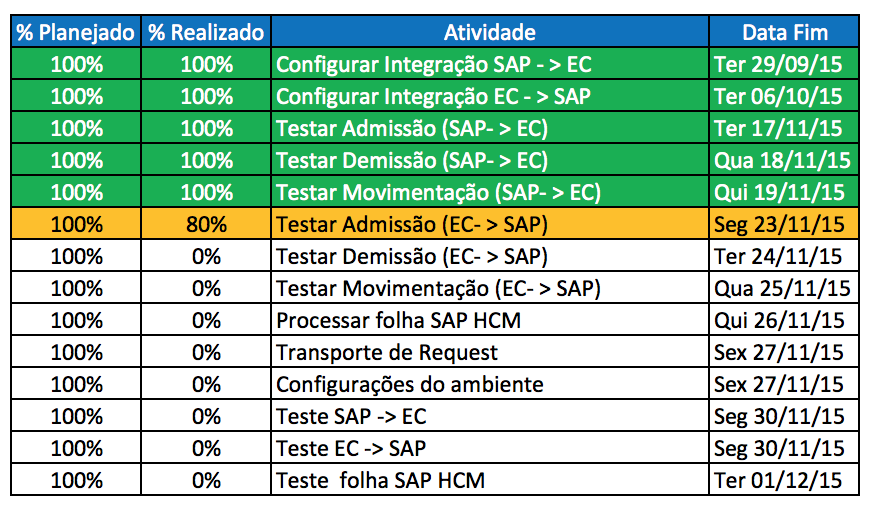 % Planejado % Realizado Atividade Data Fim
100% 100% Configurar Integração SAP - > EC Ter 29/09/15
100% 100% Configurar Integração EC - > SAP Ter 06/10/15
100% 100% Testar Admissão (SAP- > EC) Ter 17/11/15
100% 100% Testar Demissão (SAP- > EC) Qua 18/11/15
100% 100% Testar Movimentação (SAP- > EC) Qui 19/11/15
100% 80% Testar Admissão (EC- > SAP) Seg 23/11/15
100% 0% Testar Demissão (EC- > SAP) Ter 24/11/15
100% 0% Testar Movimentação (EC- > SAP) Qua 25/11/15
100% 0% Processar folha SAP HCM Qui 26/11/15
100% 0% Transporte de Request Sex 27/11/15
100% 0% Configurações do ambiente Sex 27/11/15
100% 0% Teste SAP -> EC Seg 30/11/15
100% 0% Teste EC -> SAP Seg 30/11/15
100% 0% Teste  folha SAP HCM Ter 01/12/15